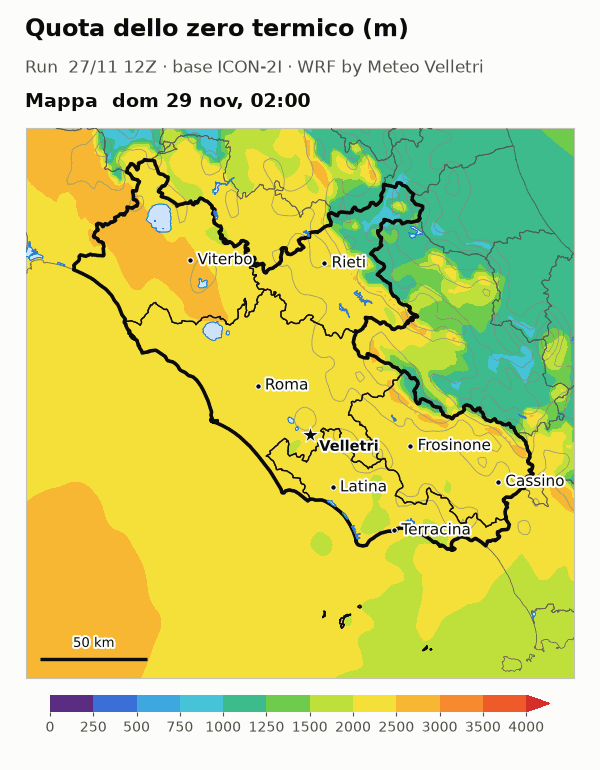 Quota dello zero termico (m)
Run 27/11 12Z · base ICON-2I · WRF by Meteo Velletri
Mappa dom 29 nov, 02:00
Viterbo
Rieti
Roma
Velletri
Frosinone
Cassino
Latina
Terracina
50 km
0 250 500 750 1000 1250 1500 2000 2500 3000 3500 4000